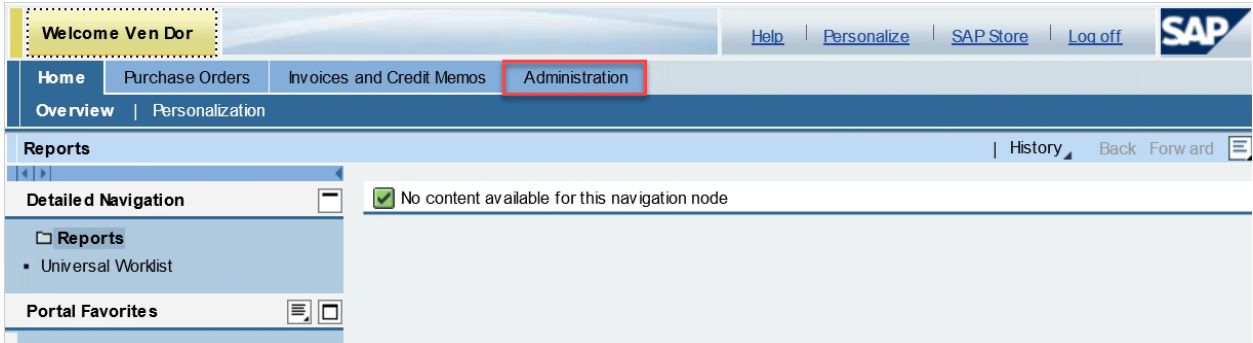 Welcome Ven Dor
Help | Personalize | SAP Store | Log off
SAP
Home Purchase Orders Invoices and Credit Memos Administration
Overview | Personalization
Reports | History Back Forward
Detailed Navigation
No content available for this navigation node
Reports
Universal Worklist
Portal Favorites